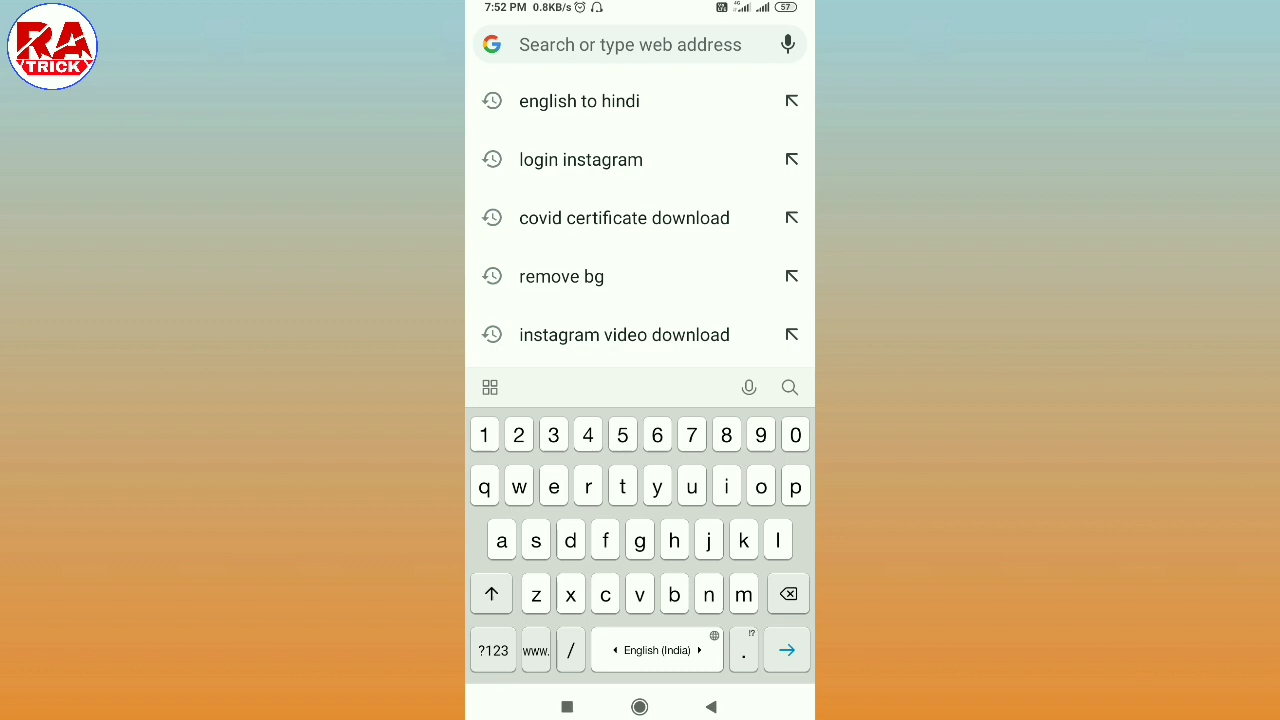 RA
TRICK
7:52 PM 0.8KB/s 4G 57
Search or type web address
english to hindi
login instagram
covid certificate download
remove bg
instagram video download
1 2 3 4 5 6 7 8 9 0
q w e r t y u i o p
a s d f g h j k l
z x c v b n m
?123 www. / English (India) . !?